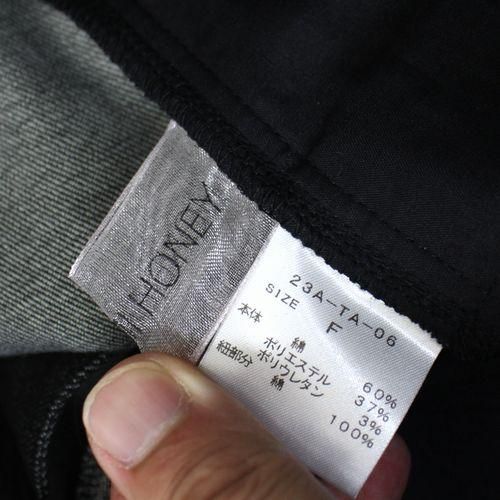 HONEY
23A-TA-06
SIZE F
本体 綿 60%
ポリエステル 37%
ポリウレタン 3%
紐部分 綿 100%